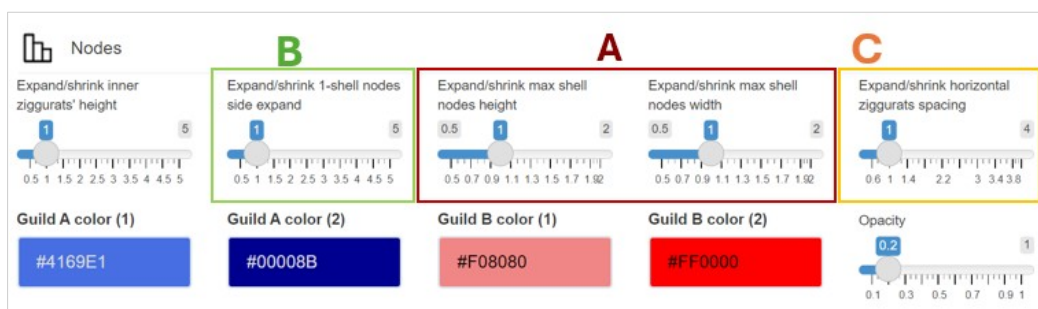 Nodes
B
A
C
Expand/shrink inner
ziggurats' height
Expand/shrink 1-shell nodes
side expand
Expand/shrink max shell
nodes height
Expand/shrink max shell
nodes width
Expand/shrink horizontal
ziggurats spacing
1 5
1 5
0.5 1 2
0.5 1 2
1 4
0.5 1 1.5 2 2.5 3 3.5 4 4.5 5
0.5 1 1.5 2 2.5 3 3.5 4 4.5 5
0.5 0.7 0.9 1.1 1.3 1.5 1.7 1.92
0.5 0.7 0.9 1.1 1.3 1.5 1.7 1.92
0.6 1 1.4 2.2 3 3.4 3.8
Guild A color (1)
#4169E1
Guild A color (2)
#00008B
Guild B color (1)
#F08080
Guild B color (2)
#FF0000
Opacity
0.2 1
0.1 0.3 0.5 0.7 0.9 1